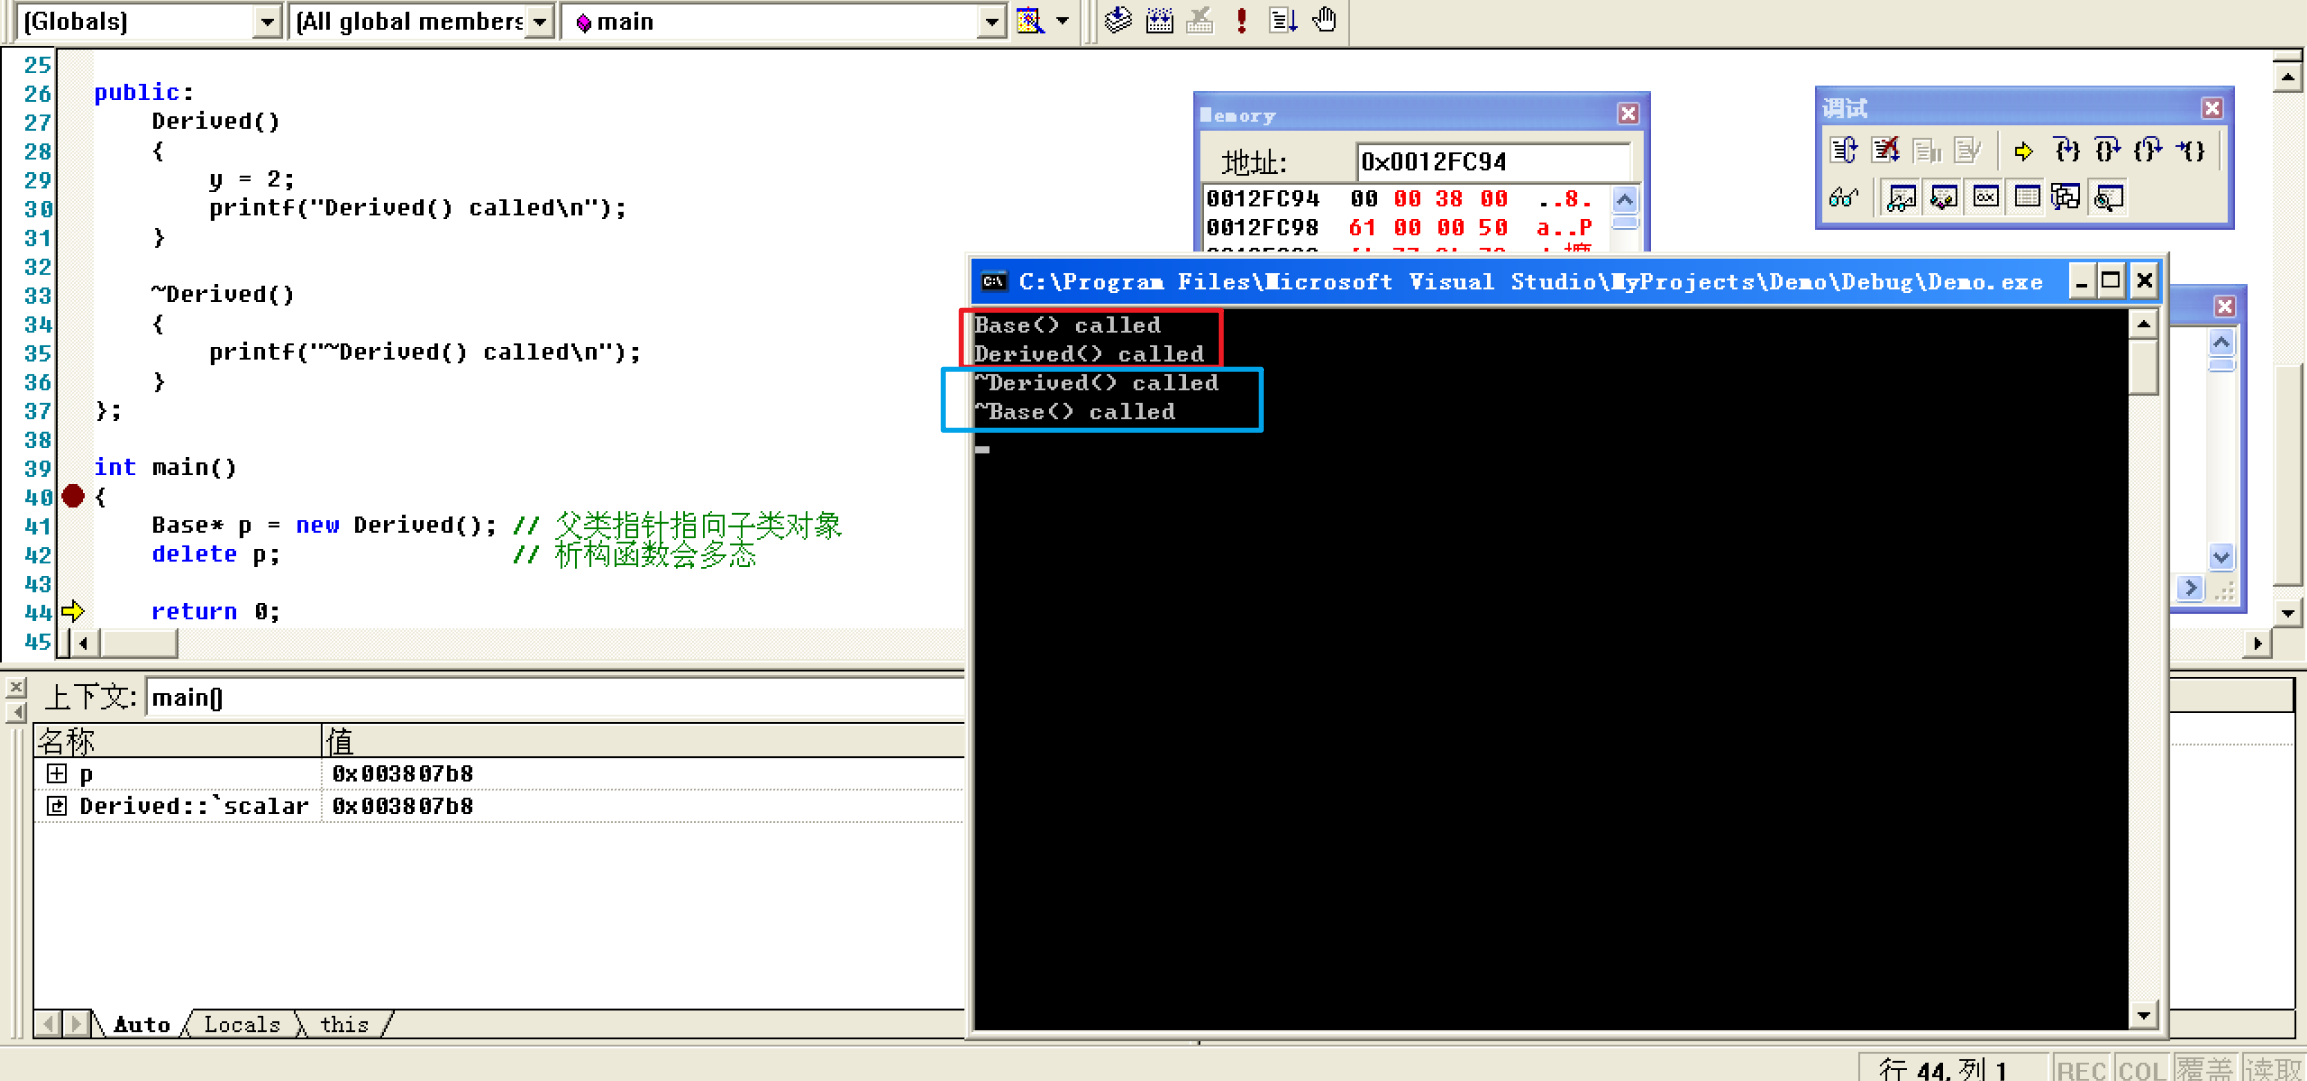 (Globals)
(All global members
main
25
26 public:
27 Derived()
28 {
29 y = 2;
30 printf("Derived() called\n");
31 }
32
33 ~Derived()
34 {
35 printf("~Derived() called\n");
36 }
37 };
38
39 int main()
40 {
41 Base* p = new Derived(); // 父类指针指向子类对象
42 delete p; // 析构函数会多态
43
44 return 0;
45
Memory
地址: 0x0012FC94
0012FC94 00 00 38 00 ..8.
0012FC98 61 00 00 50 a..P
调试
C:\Program Files\Microsoft Visual Studio\MyProjects\Demo\Debug\Demo.exe
Base() called
Derived() called
~Derived() called
~Base() called
上下文: main()
名称 值
p 0x003807b8
Derived::`scalar 0x003807b8
Auto Locals this
行 44, 列 1 REC COL 覆盖 读取